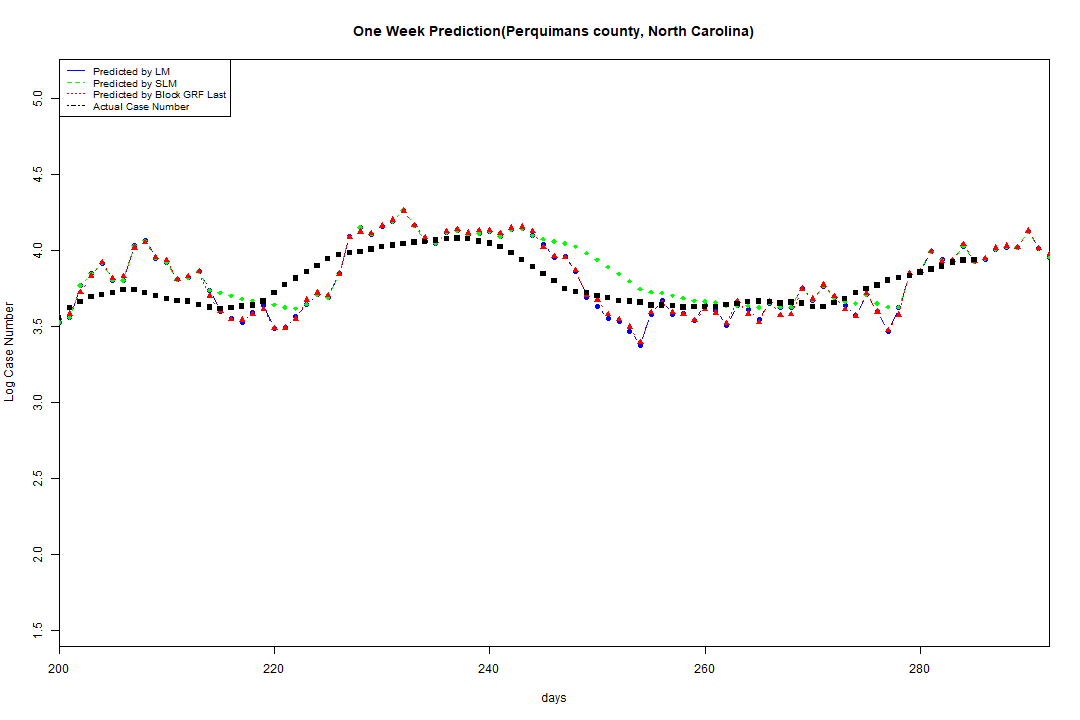 One Week Prediction(Perquimans county, North Carolina)
Predicted by LM
Predicted by SLM
Predicted by Block GRF Last
Actual Case Number
5.0
4.5
4.0
3.5
3.0
2.5
2.0
1.5
Log Case Number
200 220 240 260 280
days